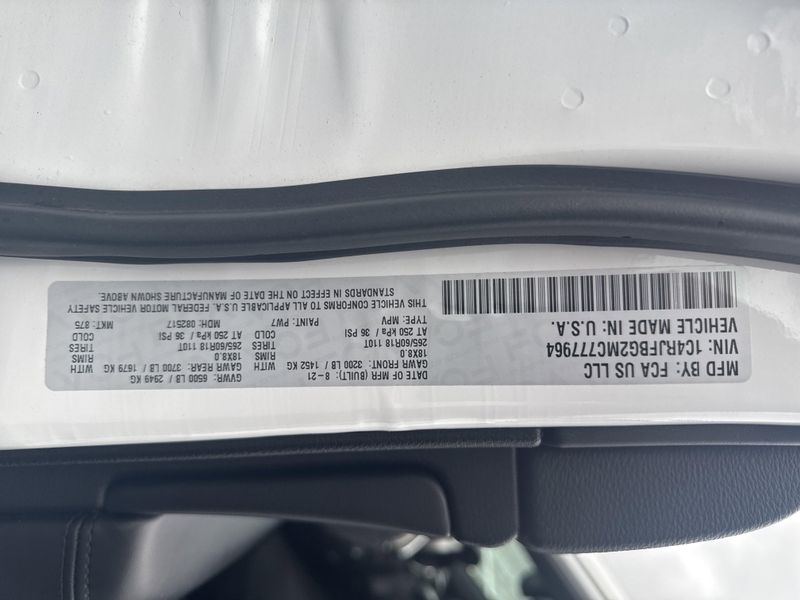 MFD BY: FCA US LLC
DATE OF MFR (BUILT): 8-21
GVWR: 6500 LB / 2949 KG
GAWR FRONT: 3200 LB / 1452 KG
WITH
GAWR REAR: 3700 LB / 1679 KG
WITH
18X8.0
RIMS
18X8.0
RIMS
265/60R18 110T
TIRES
265/60R18 110T
TIRES
AT 250 kPa / 36 PSI
COLD
AT 250 kPa / 36 PSI
COLD
VIN: 1C4RJFBG2MC777964
TYPE: MPV
PAINT: PW7
MDH: 082517
MKT: 875
VEHICLE MADE IN: U.S.A.
THIS VEHICLE CONFORMS TO ALL APPLICABLE U.S.A. FEDERAL MOTOR VEHICLE SAFETY
STANDARDS IN EFFECT ON THE DATE OF MANUFACTURE SHOWN ABOVE.